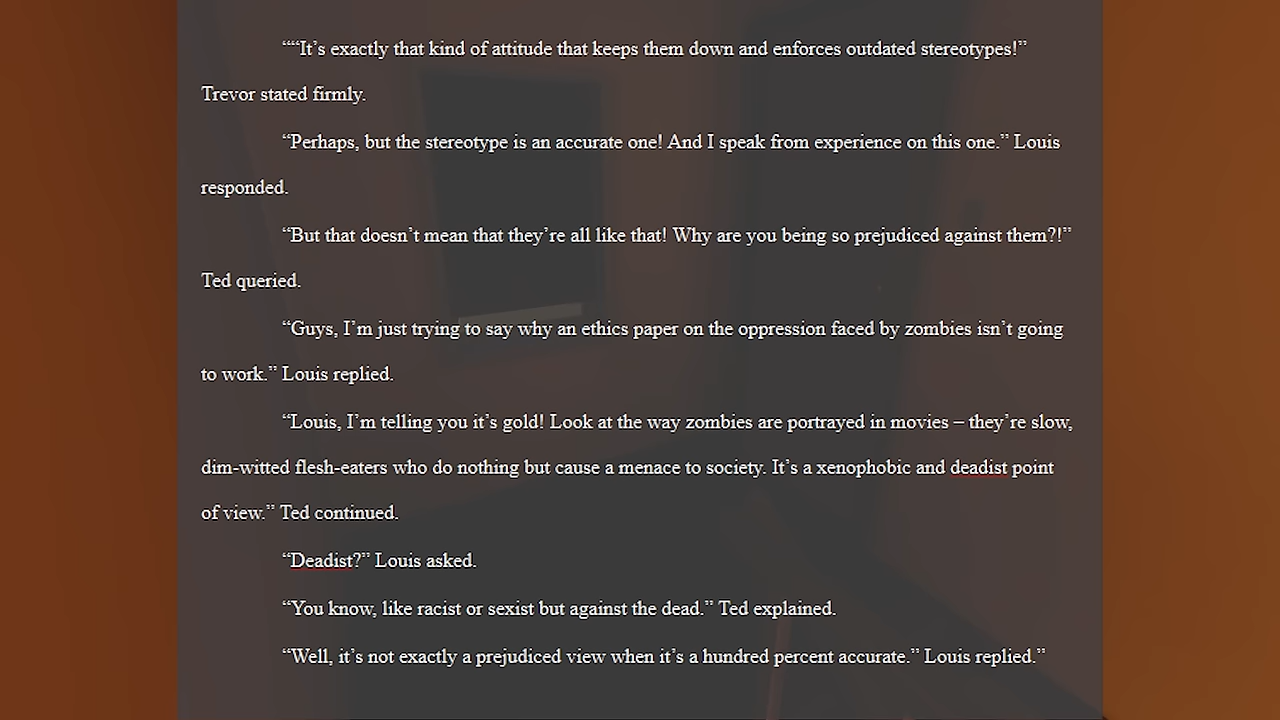 ““‘It’s exactly that kind of attitude that keeps them down and enforces outdated stereotypes!”
Trevor stated firmly.
“Perhaps, but the stereotype is an accurate one! And I speak from experience on this one.” Louis
responded.
“But that doesn’t mean that they’re all like that! Why are you being so prejudiced against them?!”
Ted queried.
“Guys, I’m just trying to say why an ethics paper on the oppression faced by zombies isn’t going
to work.” Louis replied.
“Louis, I’m telling you it’s gold! Look at the way zombies are portrayed in movies – they’re slow,
dim-witted flesh-eaters who do nothing but cause a menace to society. It’s a xenophobic and deadist point
of view.” Ted continued.
“Deadist?” Louis asked.
“You know, like racist or sexist but against the dead.” Ted explained.
“Well, it’s not exactly a prejudiced view when it’s a hundred percent accurate.” Louis replied.”